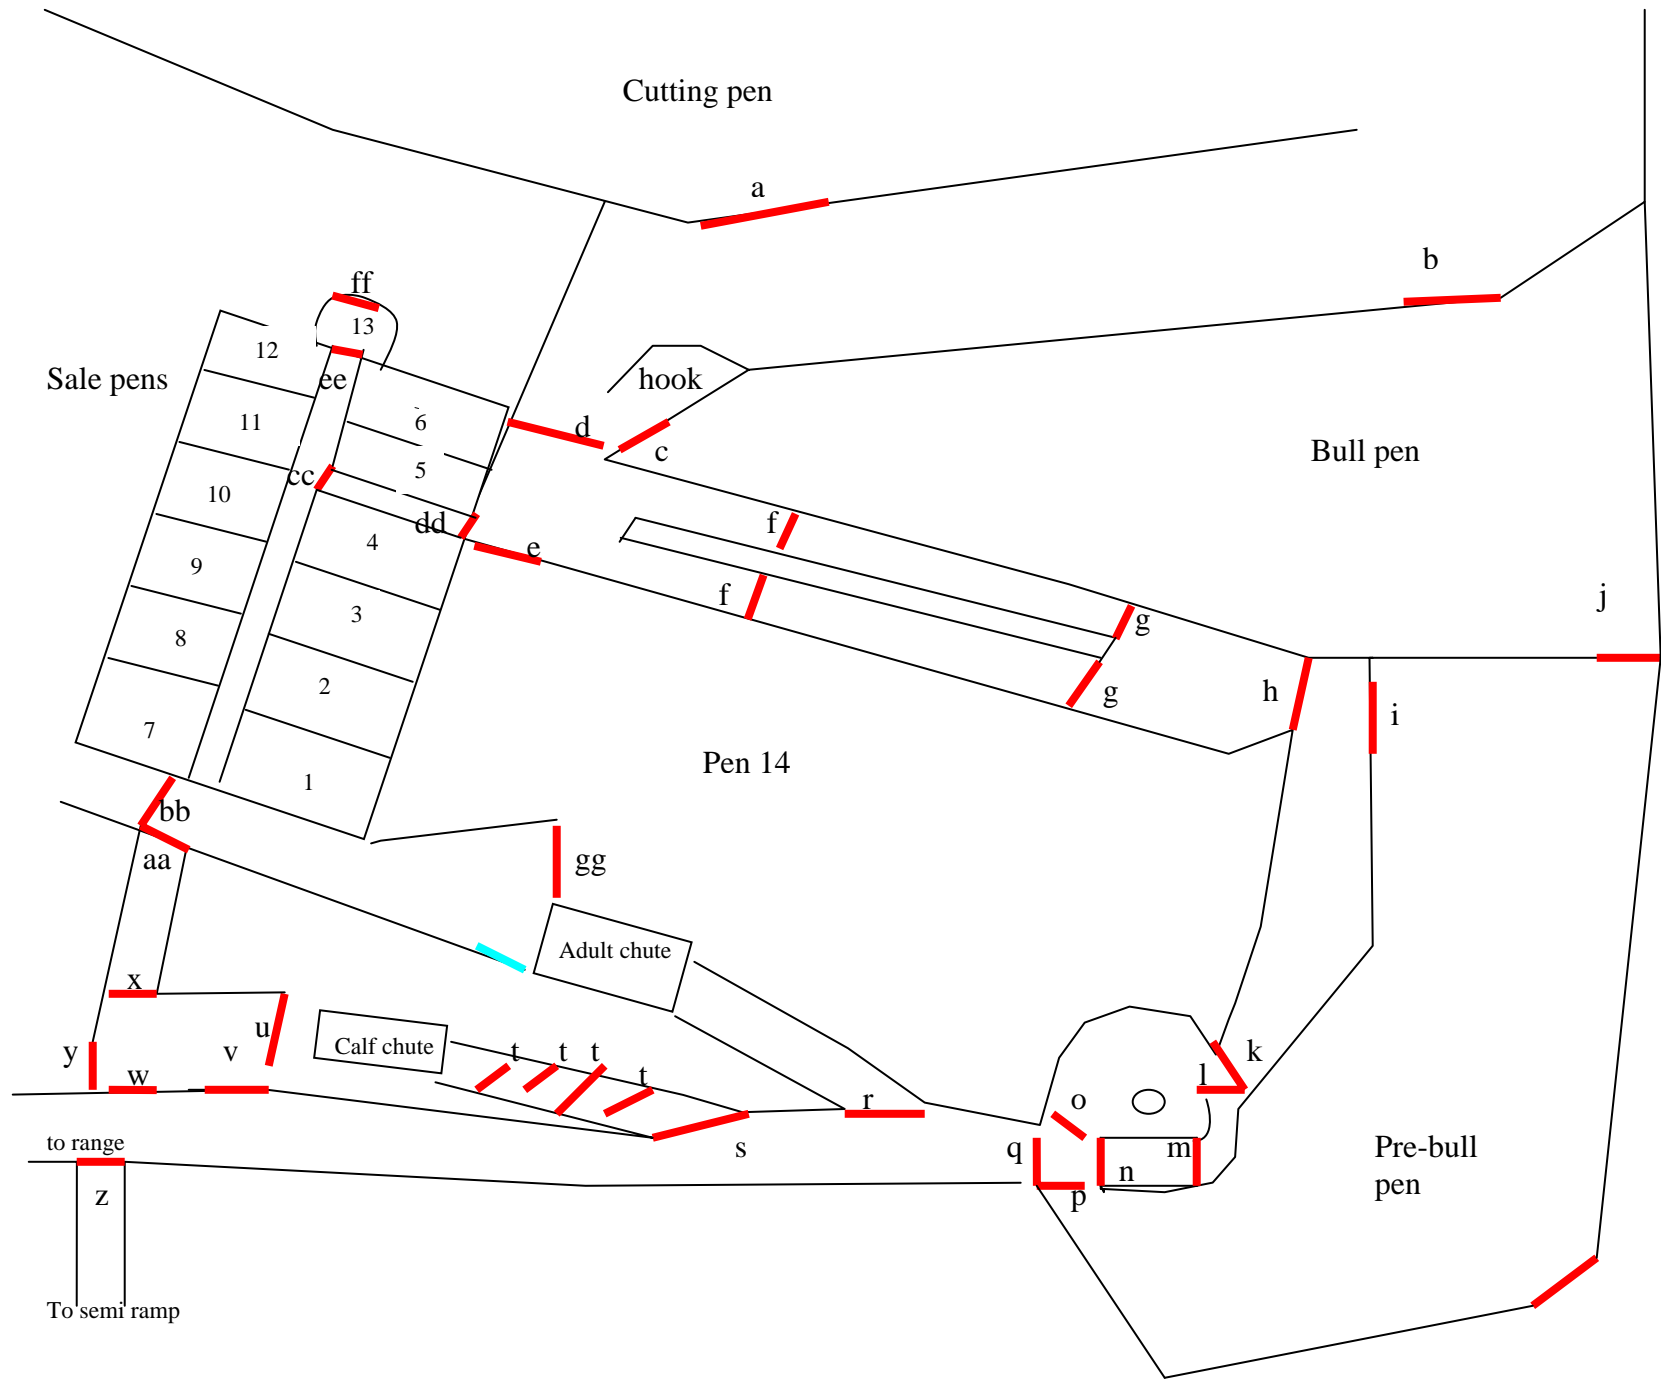 Cutting pen
a
b
ff
13
12
Sale pens
ee
hook
11
6
d
c
Bull pen
cc
5
10
dd
f
4
e
9
f
j
3
g
8
2
h
g
i
7
Pen 14
1
bb
aa
gg
Adult chute
x
u
Calf chute
t
t
t
y
v
k
w
t
l
r
o
to range
s
q
m
Pre-bull
pen
n
z
p
To semi ramp